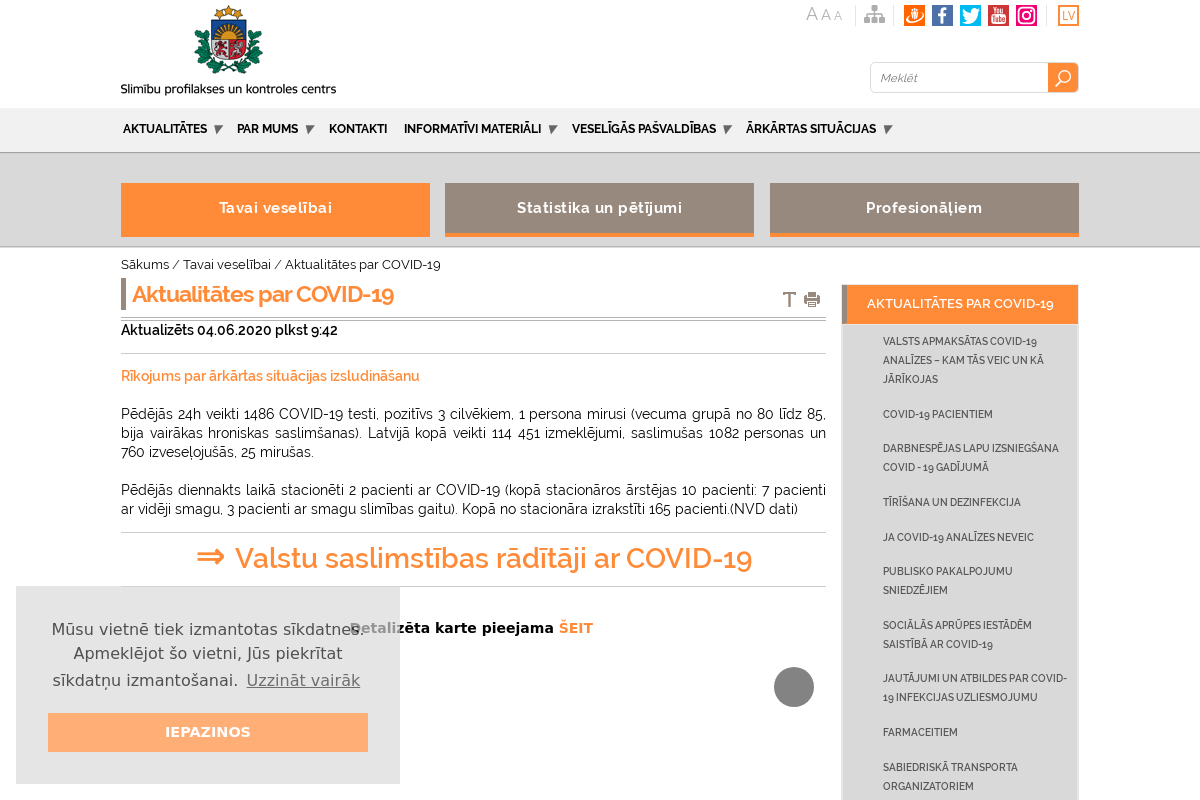 A A A
You
Tube
LV
Slimību profilakses un kontroles centrs
Meklēt
AKTUALITĀTES PAR MUMS KONTAKTI INFORMATĪVI MATERIĀLI VESELĪGĀS PAŠVALDĪBAS ĀRKĀRTAS SITUĀCIJAS
Tavai veselībai
Statistika un pētījumi
Profesionāļiem
Sākums / Tavai veselībai / Aktualitātes par COVID-19
Aktualitātes par COVID-19
Aktualizēts 04.06.2020 plkst 9:42
Rīkojums par ārkārtas situācijas izsludināšanu
Pēdējās 24h veikti 1486 COVID-19 testi, pozitīvs 3 cilvēkiem, 1 persona mirusi (vecuma grupā no 80 līdz 85,
bija vairākas hroniskas saslimšanas). Latvijā kopā veikti 114 451 izmeklējumi, saslimušas 1082 personas un
760 izveseļojušās, 25 mirušas.
Pēdējās diennakts laikā stacionēti 2 pacienti ar COVID-19 (kopā stacionāros ārstējas 10 pacienti: 7 pacienti
ar vidēji smagu, 3 pacienti ar smagu slimības gaitu). Kopā no stacionāra izrakstīti 165 pacienti.(NVD dati)
⇒ Valstu saslimstības rādītāji ar COVID-19
Detalizēta karte pieejama ŠEIT
Mūsu vietnē tiek izmantotas sīkdatnes.
Apmeklējot šo vietni, Jūs piekrītat
sīkdatņu izmantošanai. Uzzināt vairāk
IEPAZINOS
AKTUALITĀTES PAR COVID-19
VALSTS APMAKSĀTAS COVID-19
ANALĪZES – KAM TĀS VEIC UN KĀ
JĀRĪKOJAS
COVID-19 PACIENTIEM
DARBNESPĒJAS LAPU IZSNIEGŠANA
COVID - 19 GADĪJUMĀ
TĪRĪŠANA UN DEZINFEKCIJA
JA COVID-19 ANALĪZES NEVEIC
PUBLISKO PAKALPOJUMU
SNIEDZĒJIEM
SOCIĀLĀS APRŪPES IESTĀDĒM
SAISTĪBĀ AR COVID-19
JAUTĀJUMI UN ATBILDES PAR COVID-
19 INFEKCIJAS UZLIESMOJUMU
FARMACEITIEM
SABIEDRISKĀ TRANSPORTA
ORGANIZATORIEM